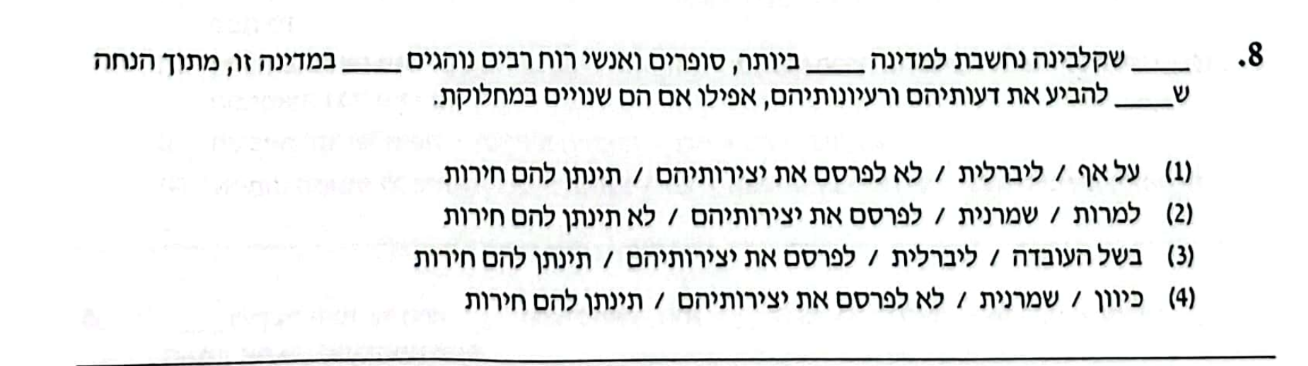 8. ____ שקלבינה נחשבת למדינה ____ ביותר, סופרים ואנשי רוח רבים נוהגים ____ במדינה זו, מתוך הנחה
ש____ להביע את דעותיהם ורעיונותיהם, אפילו אם הם שנויים במחלוקת.
(1) על אף / ליברלית / לא לפרסם את יצירותיהם / תינתן להם חירות
(2) למרות / שמרנית / לפרסם את יצירותיהם / לא תינתן להם חירות
(3) בשל העובדה / ליברלית / לפרסם את יצירותיהם / תינתן להם חירות
(4) כיוון / שמרנית / לא לפרסם את יצירותיהם / תינתן להם חירות